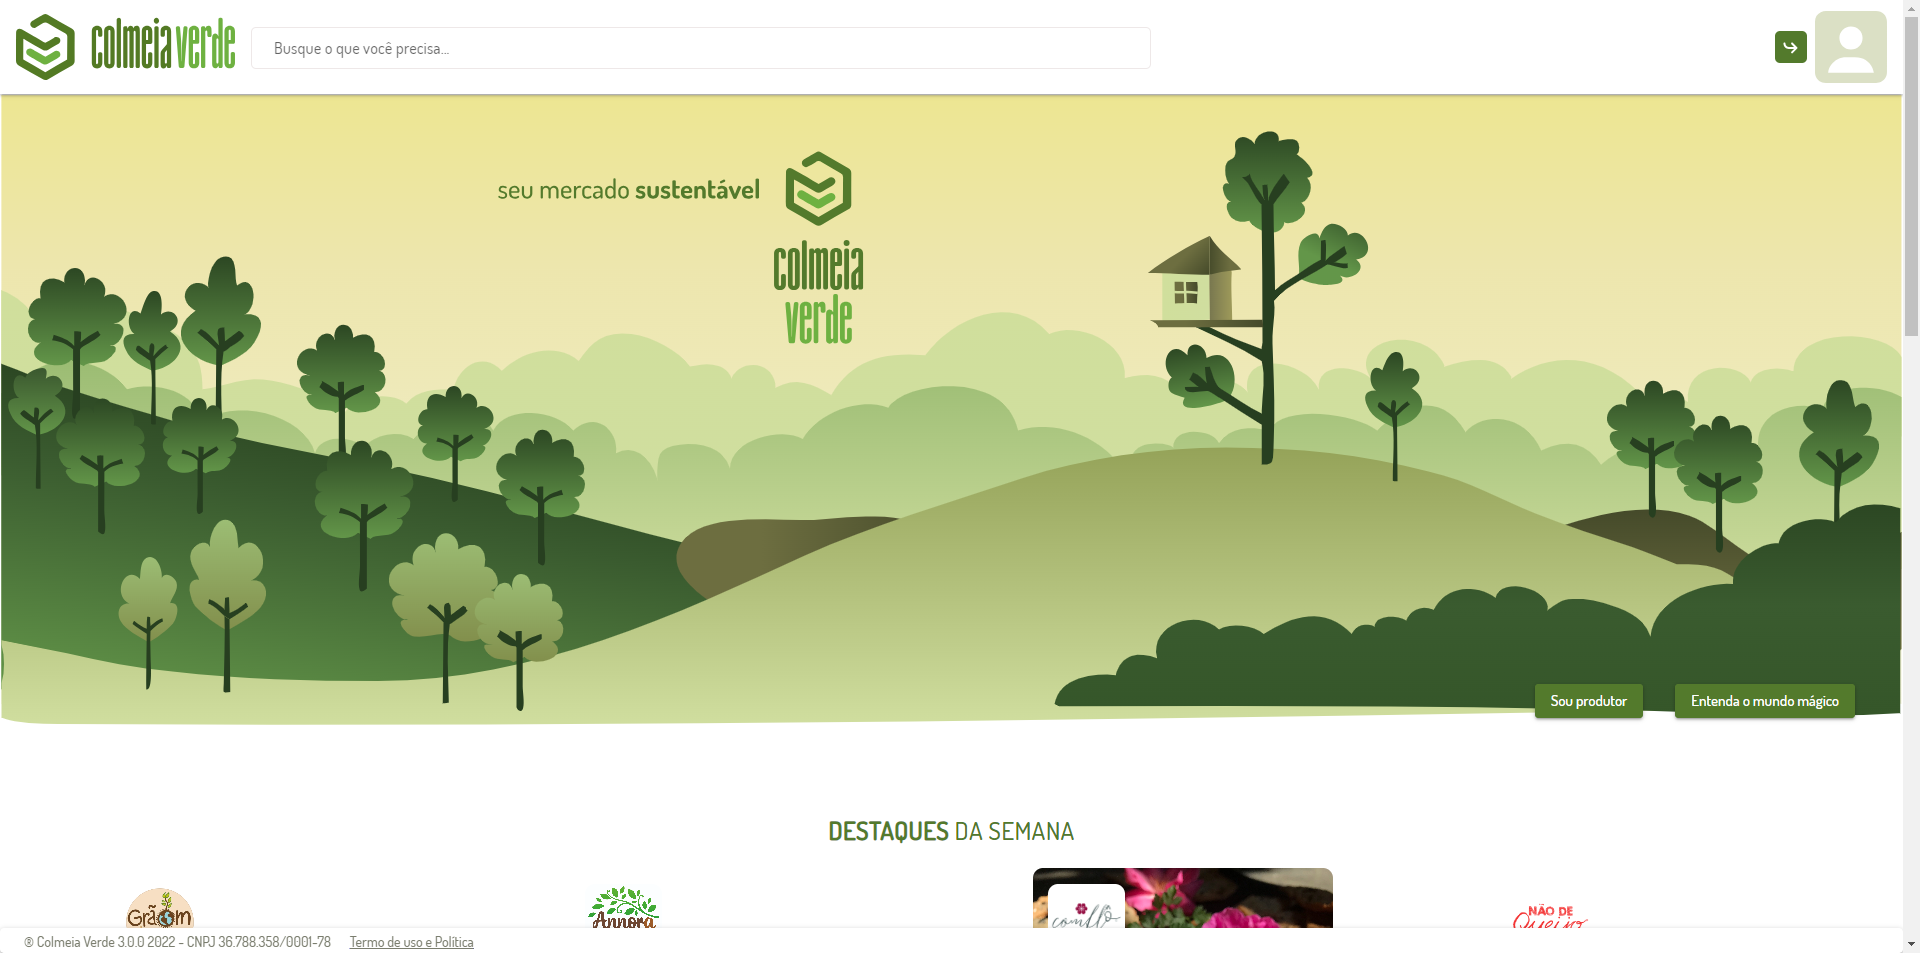 colmeia verde
Busque o que você precisa...
seu mercado sustentável
colmeia
verde
Sou produtor
Entenda o mundo mágico
DESTAQUES DA SEMANA
Grãom
Annora
comllô
NÃO DE
Queijo
® Colmeia Verde 3.0.0 2022 - CNPJ 36.788.358/0001-78
Termo de uso e Política